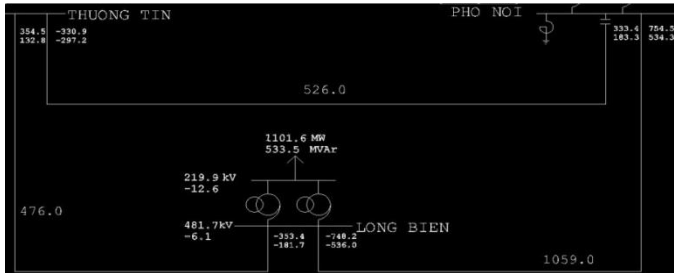 THUONG TIN
PHO NOI
354.5 -330.9
132.8 -297.2
333.4 754.5
183.3 534.3
526.0
1101.6 MW
533.5 MVAr
219.9 kV
-12.6
476.0
481.7kV
-6.1
-353.4 -748.2
-181.7 -536.0
LONG BIEN
1059.0